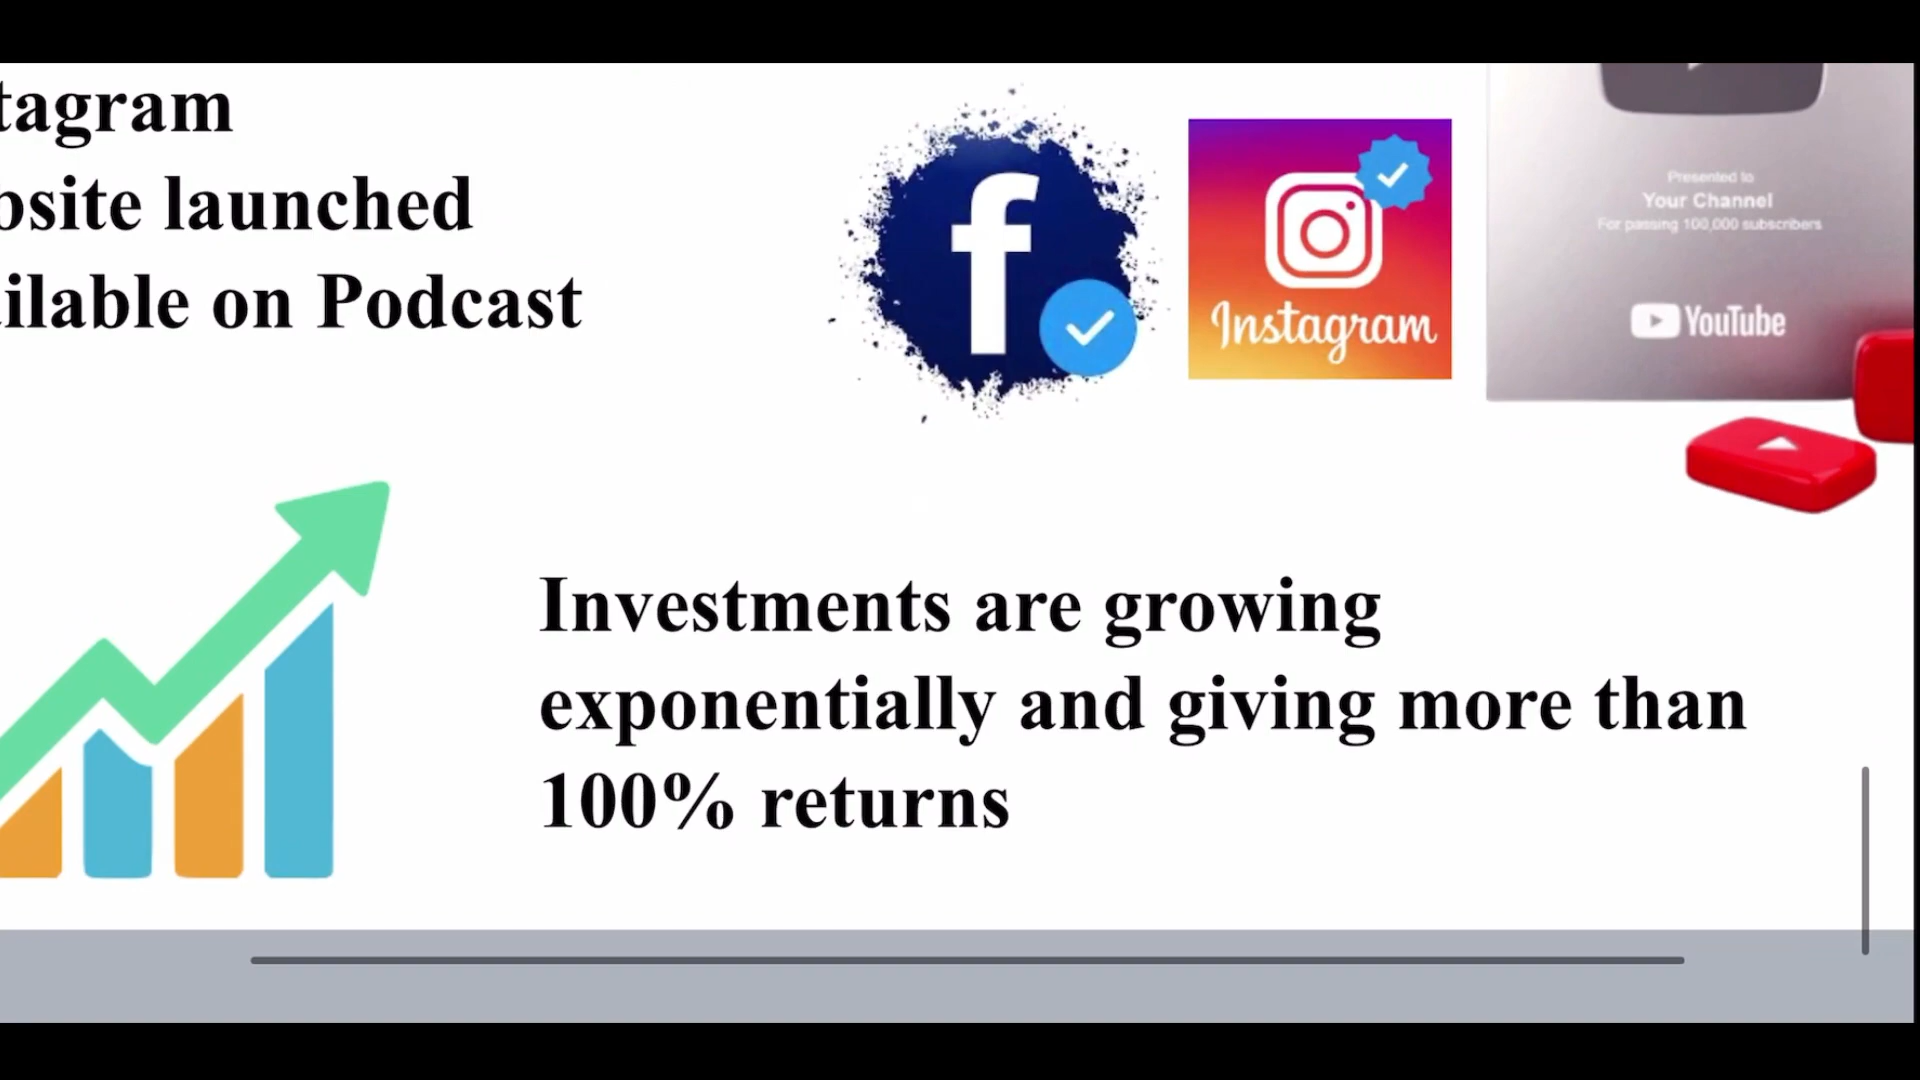 tagram
bsite launched
ilable on Podcast
f
Instagram
Presented to
Your Channel
For passing 100,000 subscribers
YouTube
Investments are growing
exponentially and giving more than
100% returns